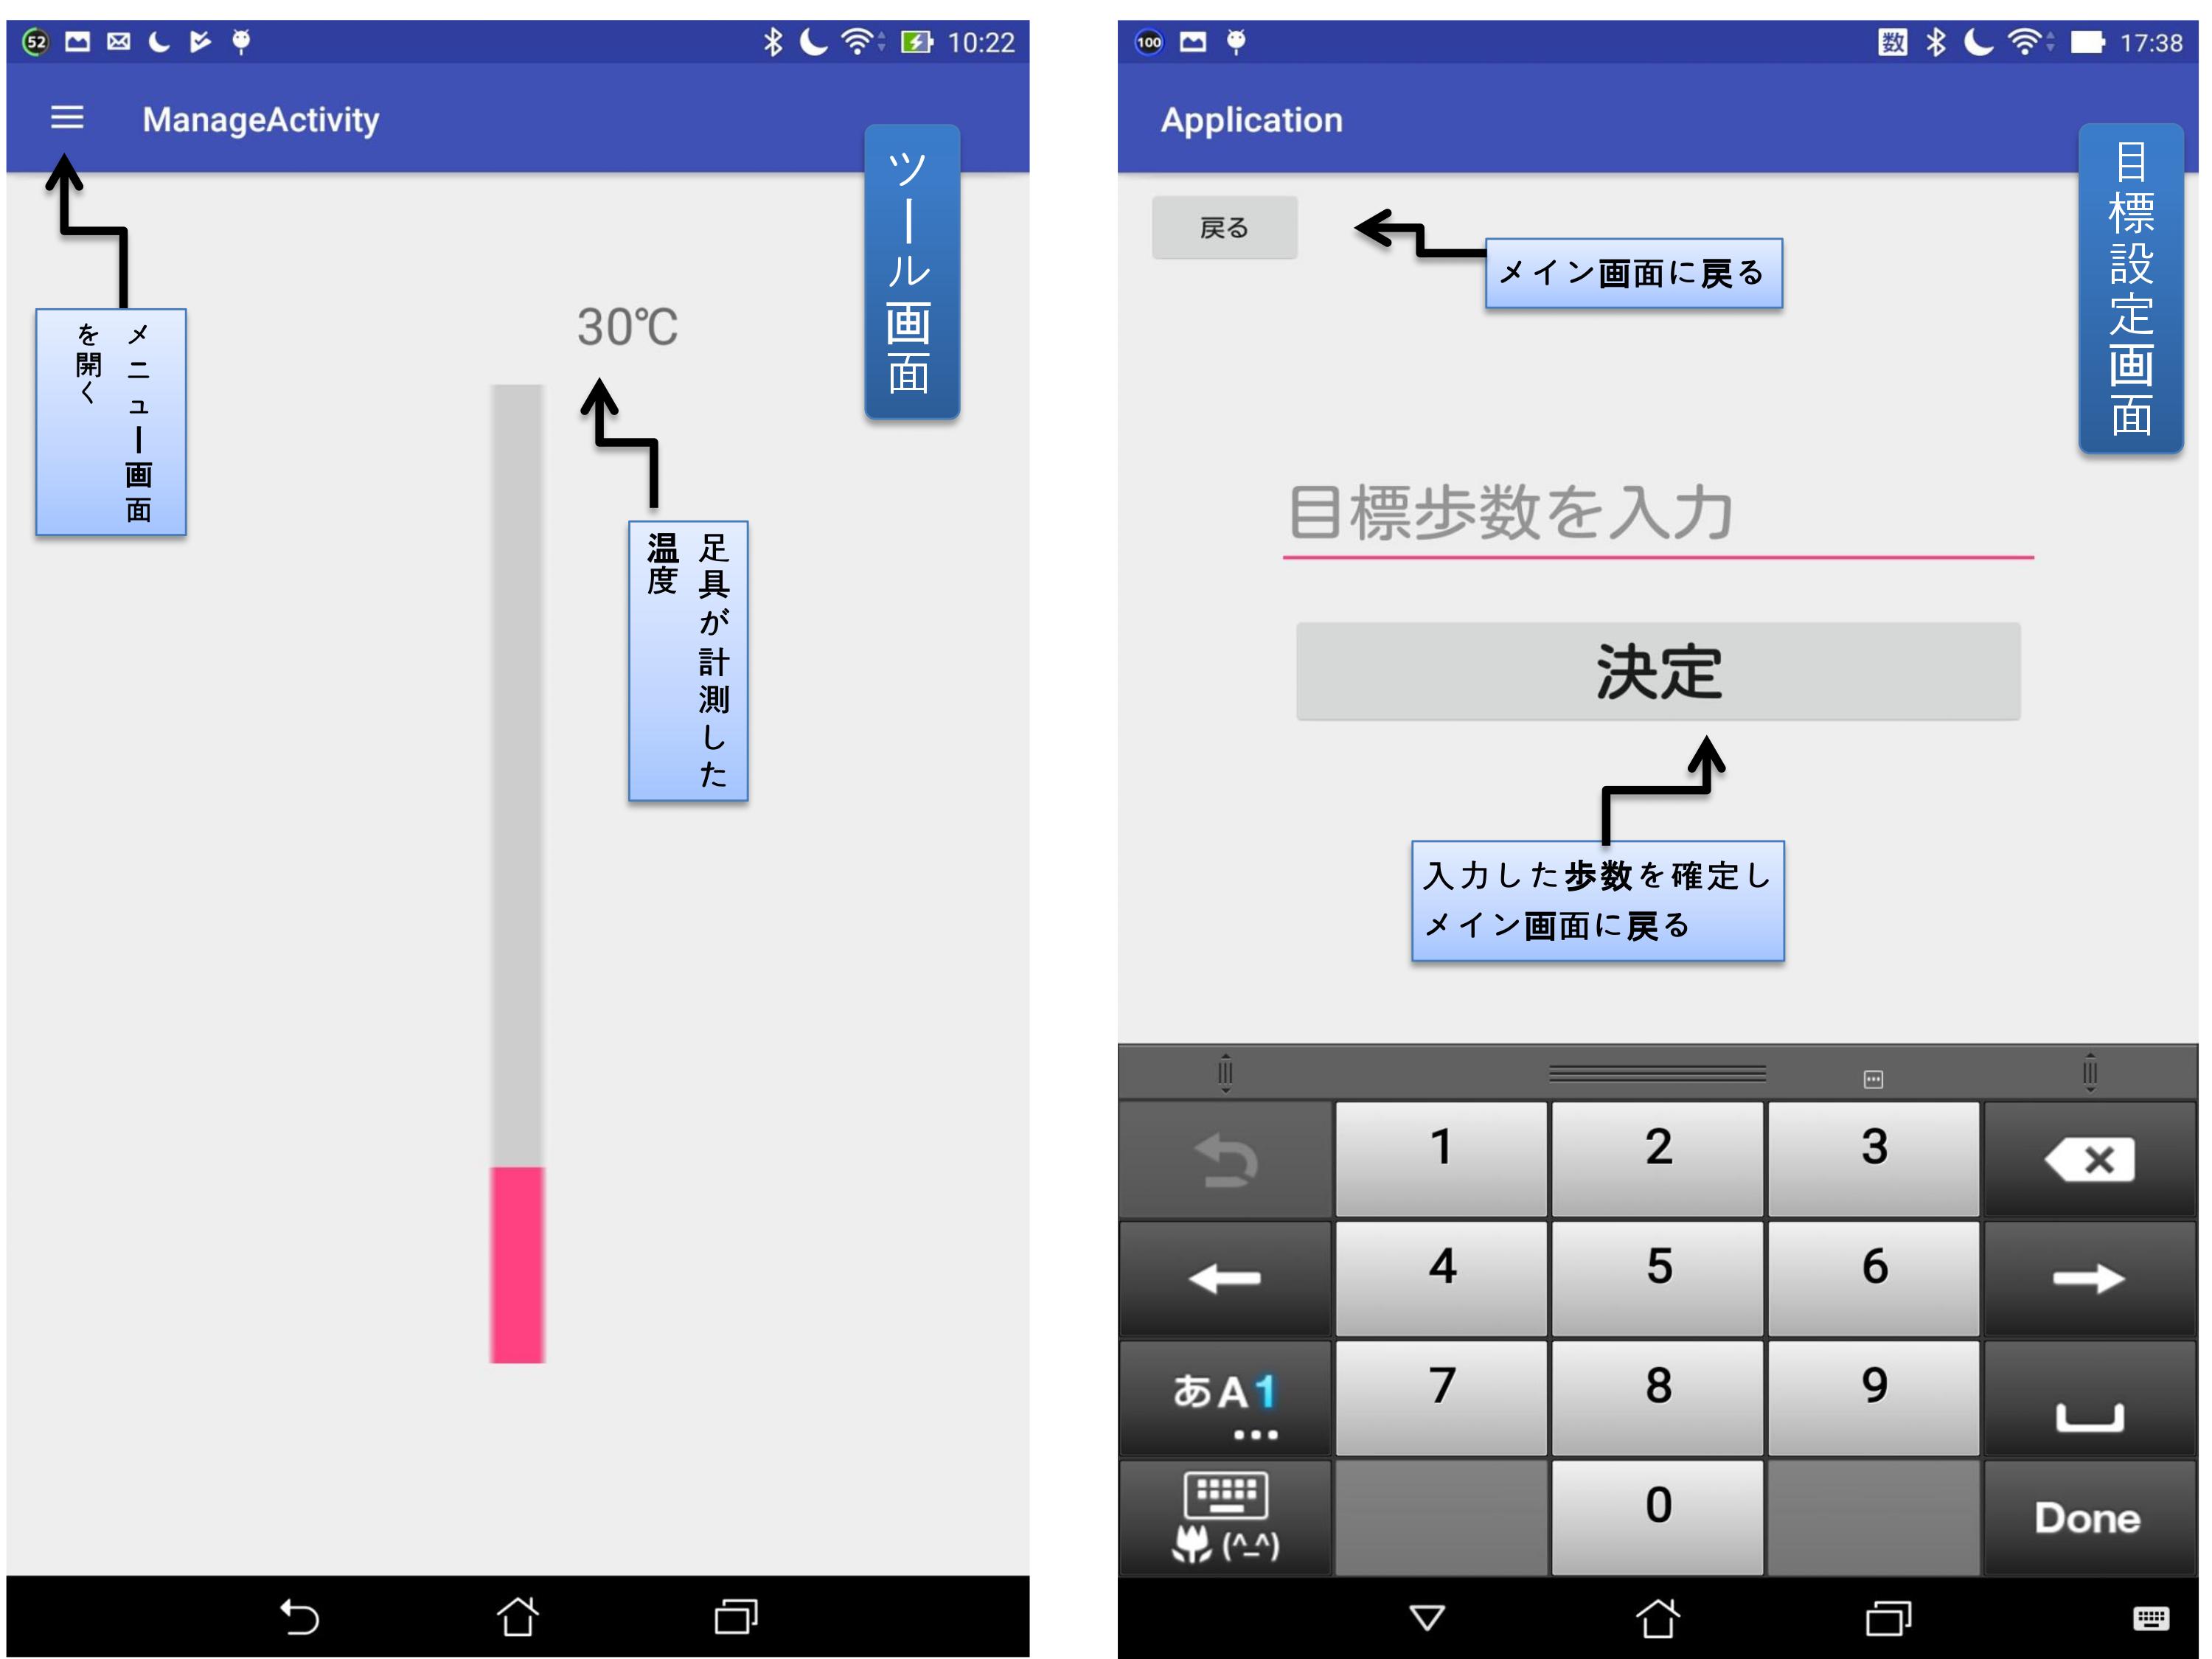 52
10:22
ManageActivity
ツール画面
メニュー画面
を開く
30℃
足具が計測した
温度
100
数
17:38
Application
目標設定画面
戻る
メイン画面に戻る
目標歩数を入力
決定
入力した歩数を確定し
メイン画面に戻る
1 2 3
4 5 6
あA1 7 8 9
...
0 Done
(^_^)